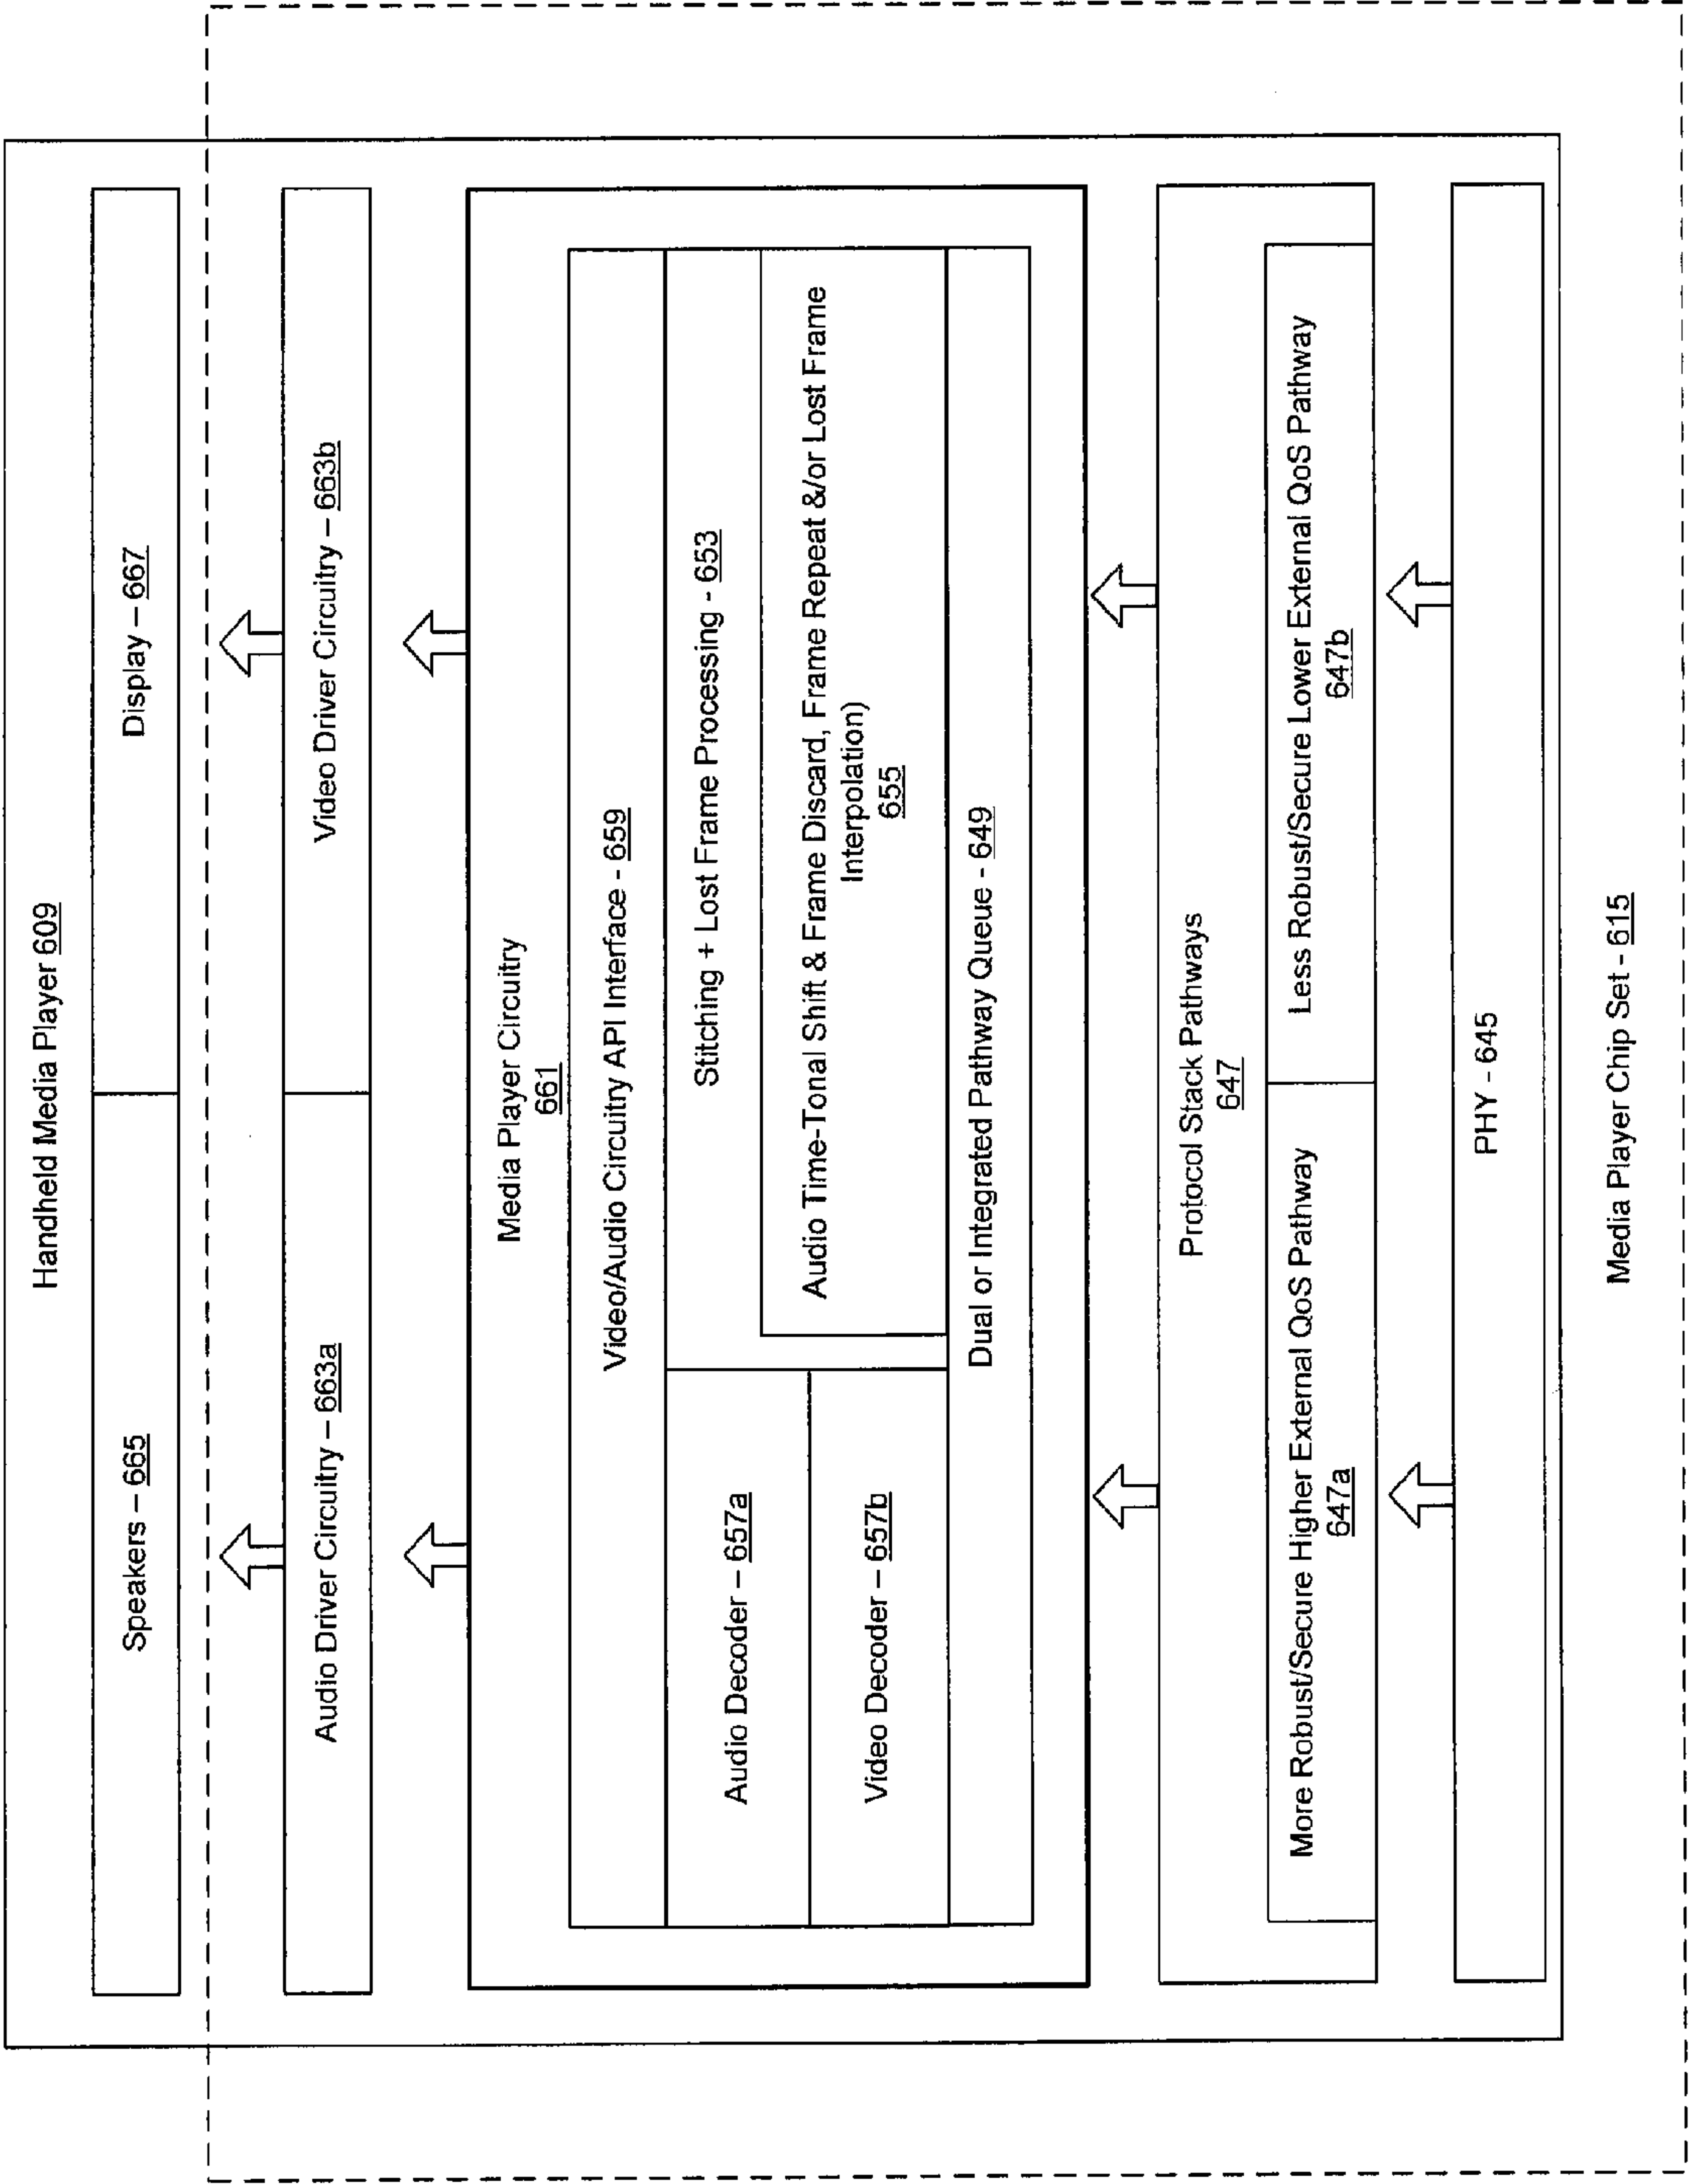 Handheld Media Player 609
Speakers – 665
Display – 667
Audio Driver Circuitry – 663a
Video Driver Circuitry – 663b
Media Player Circuitry
661
Video/Audio Circuitry API Interface - 659
Audio Decoder – 657a
Video Decoder – 657b
Stitching + Lost Frame Processing - 653
Audio Time-Tonal Shift & Frame Discard, Frame Repeat &/or Lost Frame
Interpolation)
655
Dual or Integrated Pathway Queue - 649
Protocol Stack Pathways
647
More Robust/Secure Higher External QoS Pathway
647a
Less Robust/Secure Lower External QoS Pathway
647b
PHY - 645
Media Player Chip Set - 615